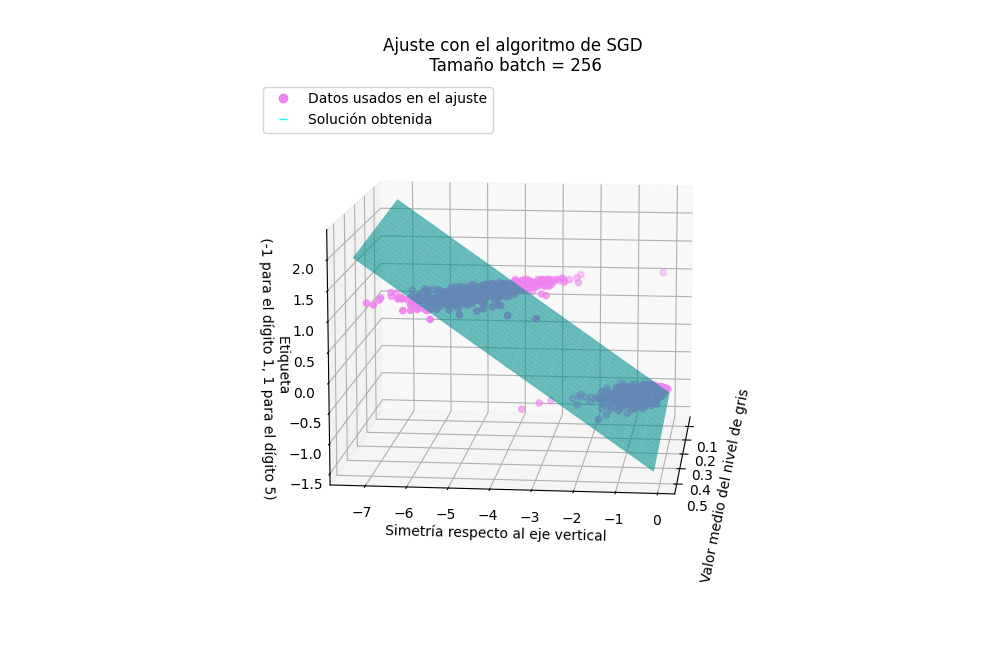 Ajuste con el algoritmo de SGD
Tamaño batch = 256
Datos usados en el ajuste
Solución obtenida
2.0
1.5
1.0
0.5
0.0
−0.5
−1.0
−1.5
Etiqueta
(-1 para el dígito 1, 1 para el dígito 5)
−7
−6
−5
−4
−3
−2
−1
0
Simetría respecto al eje vertical
0.1
0.2
0.3
0.4
0.5
Valor medio del nivel de gris